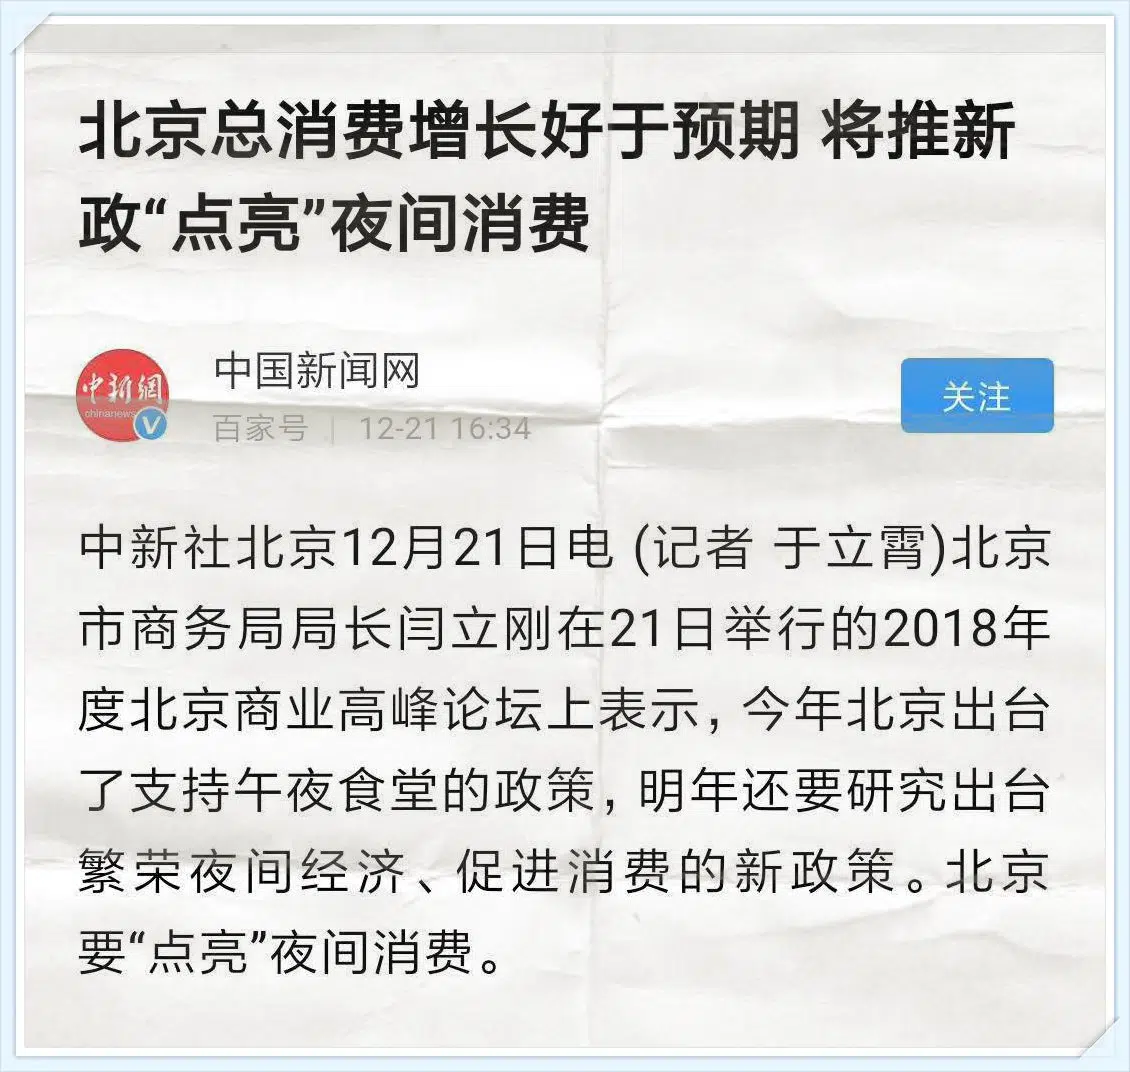 北京总消费增长好于预期 将推新
政“点亮”夜间消费
中新網
chinanews
V
中国新闻网
百家号 | 12-21 16:34
关注
中新社北京12月21日电 (记者 于立霄)北京
市商务局局长闫立刚在21日举行的2018年
度北京商业高峰论坛上表示，今年北京出台
了支持午夜食堂的政策，明年还要研究出台
繁荣夜间经济、促进消费的新政策。北京
要“点亮”夜间消费。